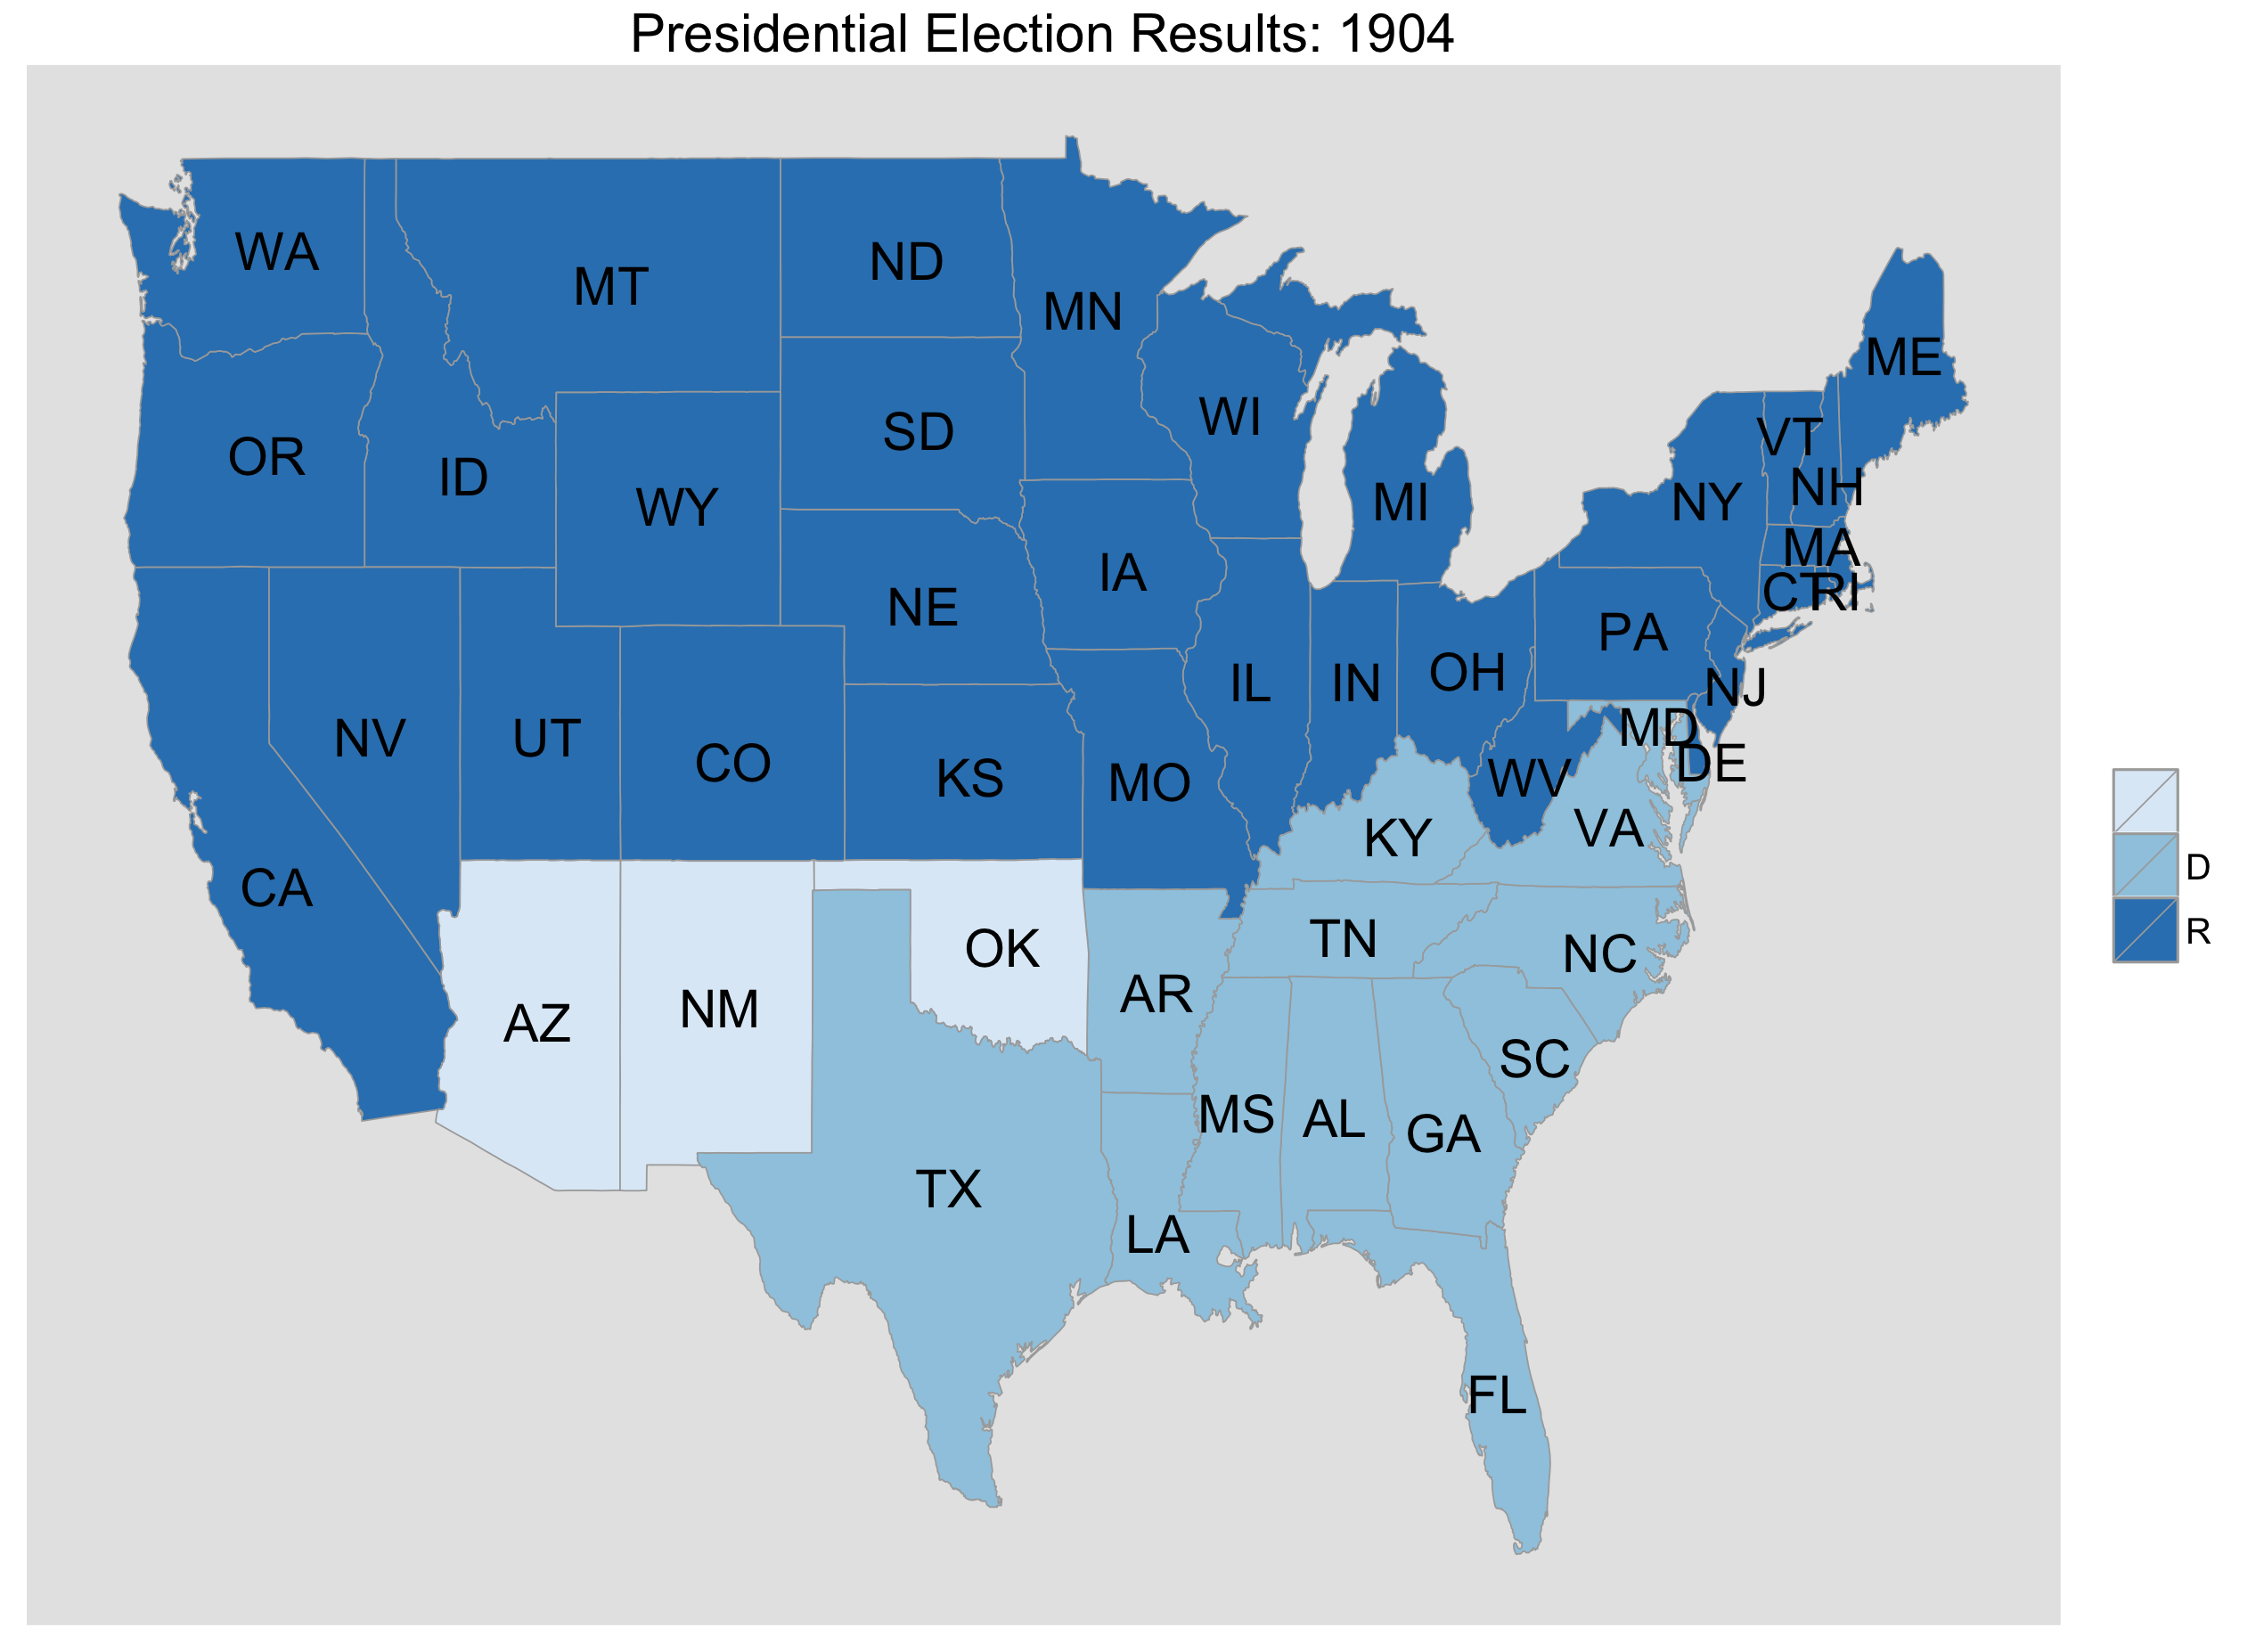 Presidential Election Results: 1904
WA
MT
ND
MN
ME
OR
ID
WY
SD
WI
MI
NY
VT
NH
MA
CT
RI
IA
NE
PA
NJ
IL
IN
OH
NV
UT
CO
KS
MO
WV
MD
DE
VA
KY
CA
D
R
OK
TN
NC
AZ
NM
AR
SC
MS
AL
GA
TX
LA
FL